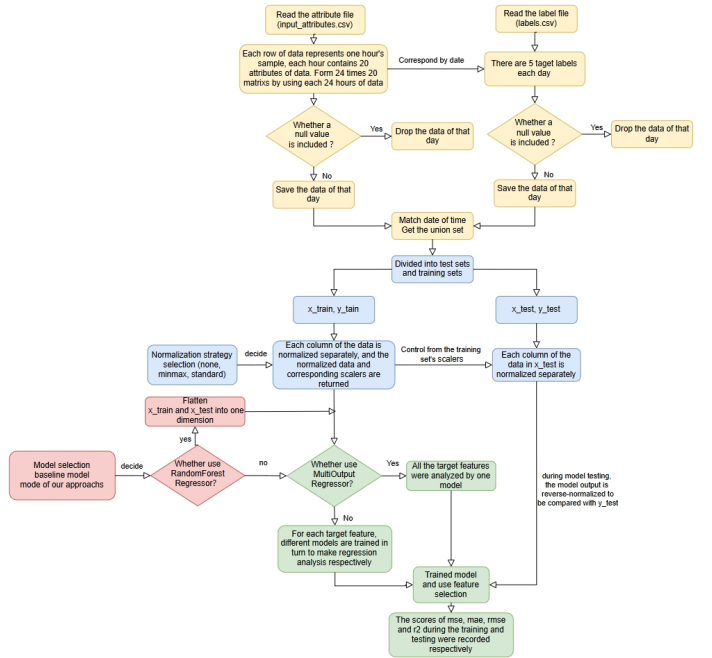 Read the attribute file
(input_attributes.csv)
Read the label file
(labels.csv)
Each row of data represents one hour's
sample, each hour contains 20
attributes of data. Form 24 times 20
matrixs by using each 24 hours of data
Correspond by date
There are 5 target labels
each day
Whether a
null value
is included ?
Yes
Drop the data of that
day
Whether a
null value
is included ?
Yes
Drop the data of that
day
No
No
Save the data of that
day
Save the data of that
day
Match date of time
Get the union set
Divided into test sets
and training sets
x_train, y_tain
x_test, y_test
Normalization strategy
selection (none,
minmax, standard)
decide
Each column of the data is
normalized separately, and the
normalized data and
corresponding scalers are
returned
Control from the training
set's scalers
Each column of the
data in x_test is
normalized separately
Flatten
x_train and x_test into one
dimension
yes
Model selection
baseline model
mode of our approachs
decide
Whether use
RandomForest
Regressor?
no
Whether use
MultiOutput
Regressor?
Yes
All the target features
were analyzed by one
model
during model testing,
the model output is
reverse-normalized to
be compared with y_test
No
For each target feature,
different models are trained in
turn to make regression
analysis respectively
Trained model
and use feature
selection
The scores of mse, mae, rmse
and r2 during the training and
testing were recorded
respectively